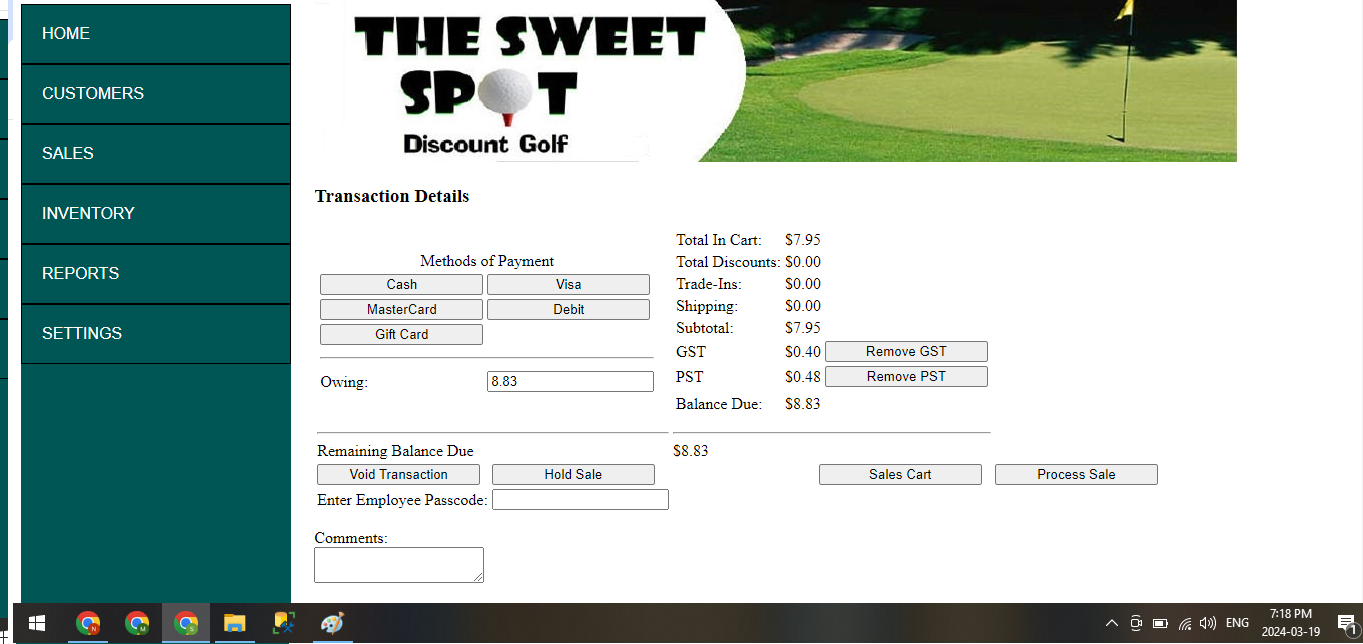 HOME
CUSTOMERS
SALES
INVENTORY
REPORTS
SETTINGS
THE SWEET
SPOT
Discount Golf
Transaction Details
Methods of Payment
Cash Visa
MasterCard Debit
Gift Card
Owing: 8.83
Total In Cart: $7.95
Total Discounts: $0.00
Trade-Ins: $0.00
Shipping: $0.00
Subtotal: $7.95
GST $0.40 Remove GST
PST $0.48 Remove PST
Balance Due: $8.83
Remaining Balance Due $8.83
Void Transaction Hold Sale Sales Cart Process Sale
Enter Employee Passcode:
Comments:
N M S
ENG
7:18 PM
2024-03-19
1